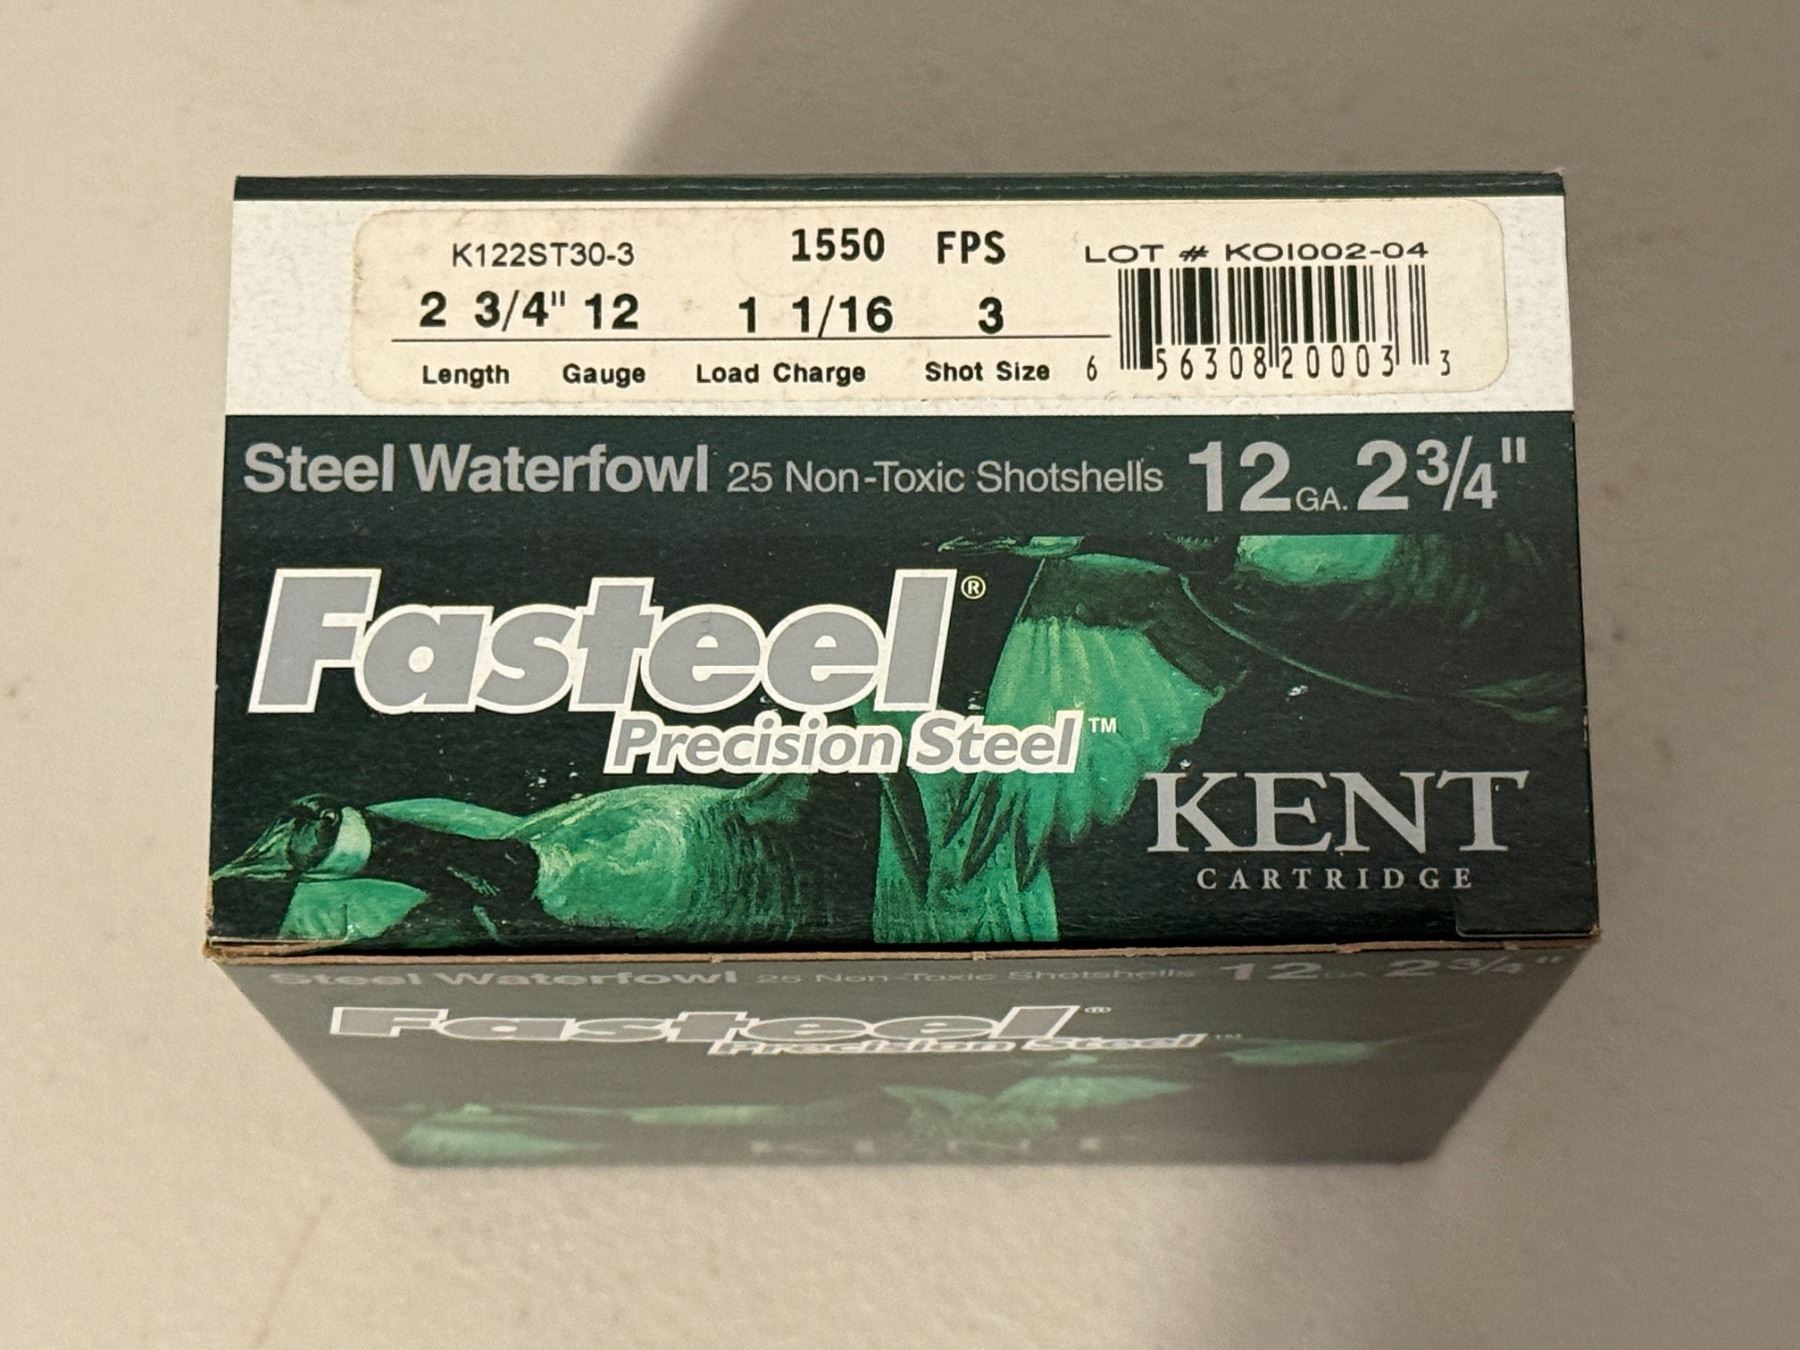 K122ST30-3 1550 FPS LOT # KOI002-04
2 3/4" 12 1 1/16 3
Length Gauge Load Charge Shot Size 6 56308 20003 3
Steel Waterfowl 25 Non-Toxic Shotshells 12 GA. 2 3/4"
Fasteel®
Precision Steel™
KENT
CARTRIDGE
Steel Waterfowl 25 Non-Toxic Shotshells 12 GA. 2 3/4"
Fasteel®
Precision Steel™
KENT